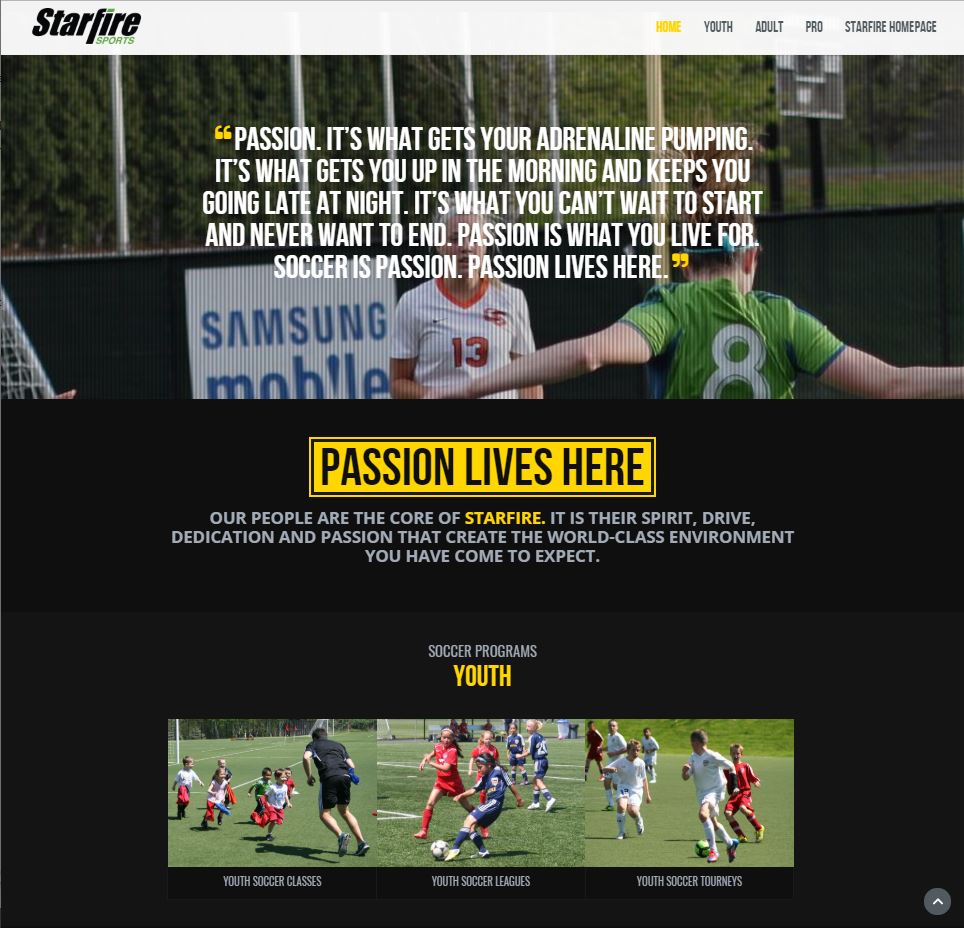 Starfire
SPORTS
HOME YOUTH ADULT PRO STARFIRE HOMEPAGE
“ PASSION. IT’S WHAT GETS YOUR ADRENALINE PUMPING.
IT’S WHAT GETS YOU UP IN THE MORNING AND KEEPS YOU
GOING LATE AT NIGHT. IT’S WHAT YOU CAN’T WAIT TO START
AND NEVER WANT TO END. PASSION IS WHAT YOU LIVE FOR.
SOCCER IS PASSION. PASSION LIVES HERE. ”
SAMSUNG
mobile
13
8
PASSION LIVES HERE
OUR PEOPLE ARE THE CORE OF STARFIRE. IT IS THEIR SPIRIT, DRIVE,
DEDICATION AND PASSION THAT CREATE THE WORLD-CLASS ENVIRONMENT
YOU HAVE COME TO EXPECT.
SOCCER PROGRAMS
YOUTH
YOUTH SOCCER CLASSES
YOUTH SOCCER LEAGUES
YOUTH SOCCER TOURNEYS